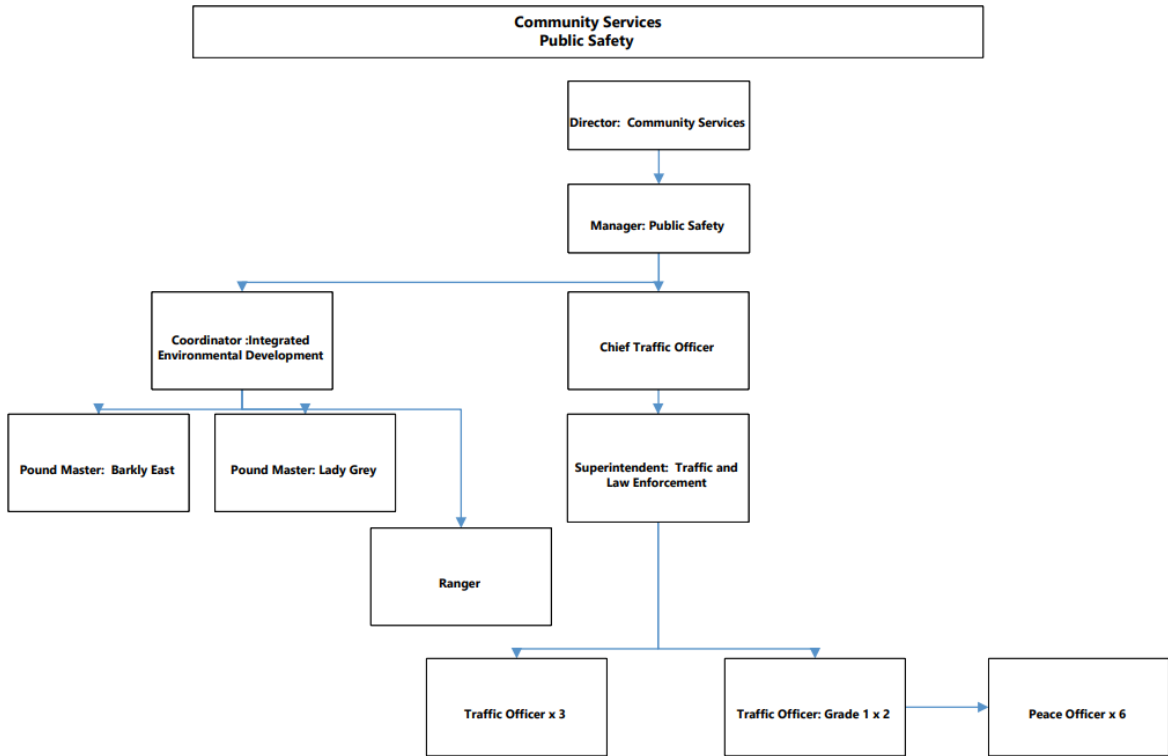 Community Services
Public Safety
Director:  Community Services
Manager: Public Safety
Coordinator :Integrated
Environmental Development
Chief Traffic Officer
Pound Master:  Barkly East
Pound Master: Lady Grey
Superintendent:  Traffic and
Law Enforcement
Ranger
Traffic Officer x 3
Traffic Officer: Grade 1 x 2
Peace Officer x 6